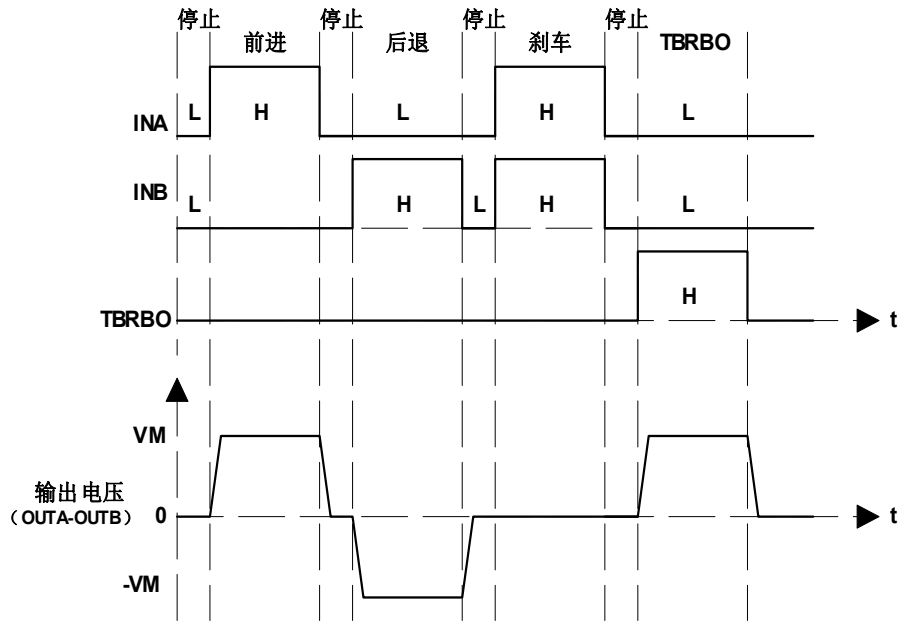 停止 停止 停止 停止
前进 后退 刹车 TBRBO
L H L H L
INA
INB
L H L H L
H
TBRBO t
VM
输出电压
（OUTA-OUTB） 0 t
-VM